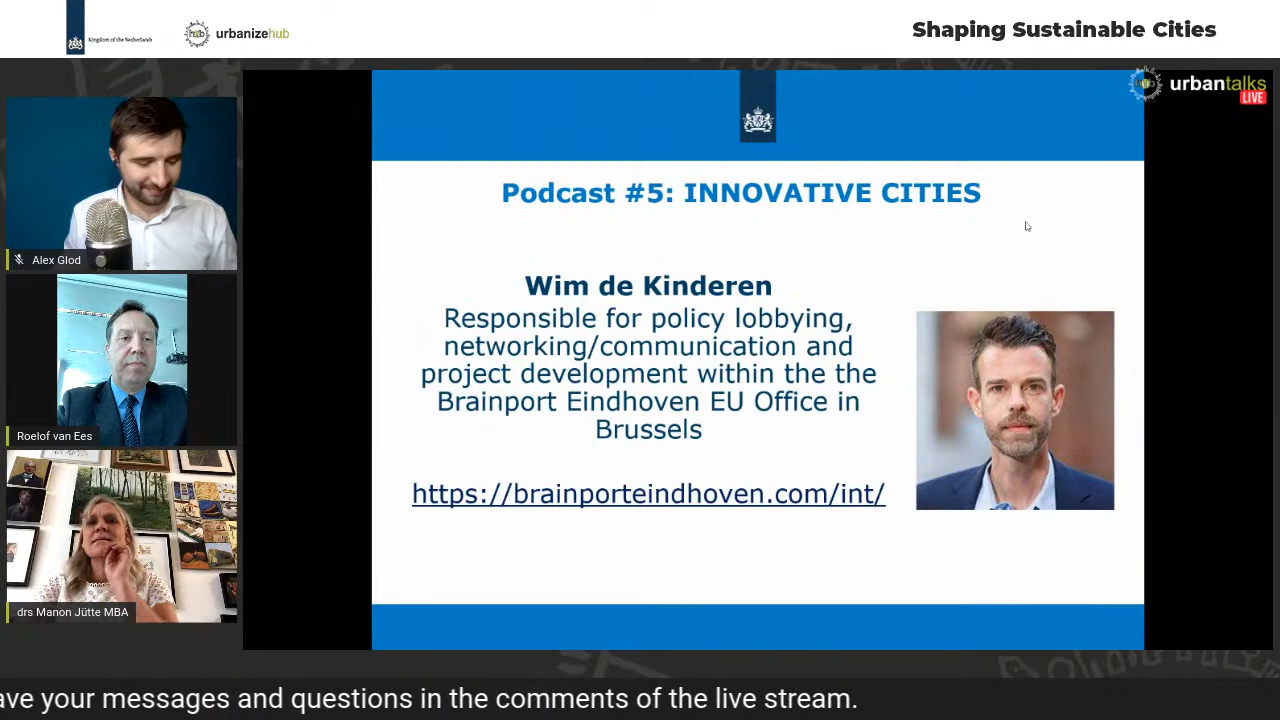 Kingdom of the Netherlands
urbanizehub
Shaping Sustainable Cities
urbantalks
LIVE
Alex Glod
Roelof van Ees
drs Manon Jütte MBA
Podcast #5: INNOVATIVE CITIES
Wim de Kinderen
Responsible for policy lobbying,
networking/communication and
project development within the the
Brainport Eindhoven EU Office in
Brussels
https://brainporteindhoven.com/int/
ave your messages and questions in the comments of the live stream.